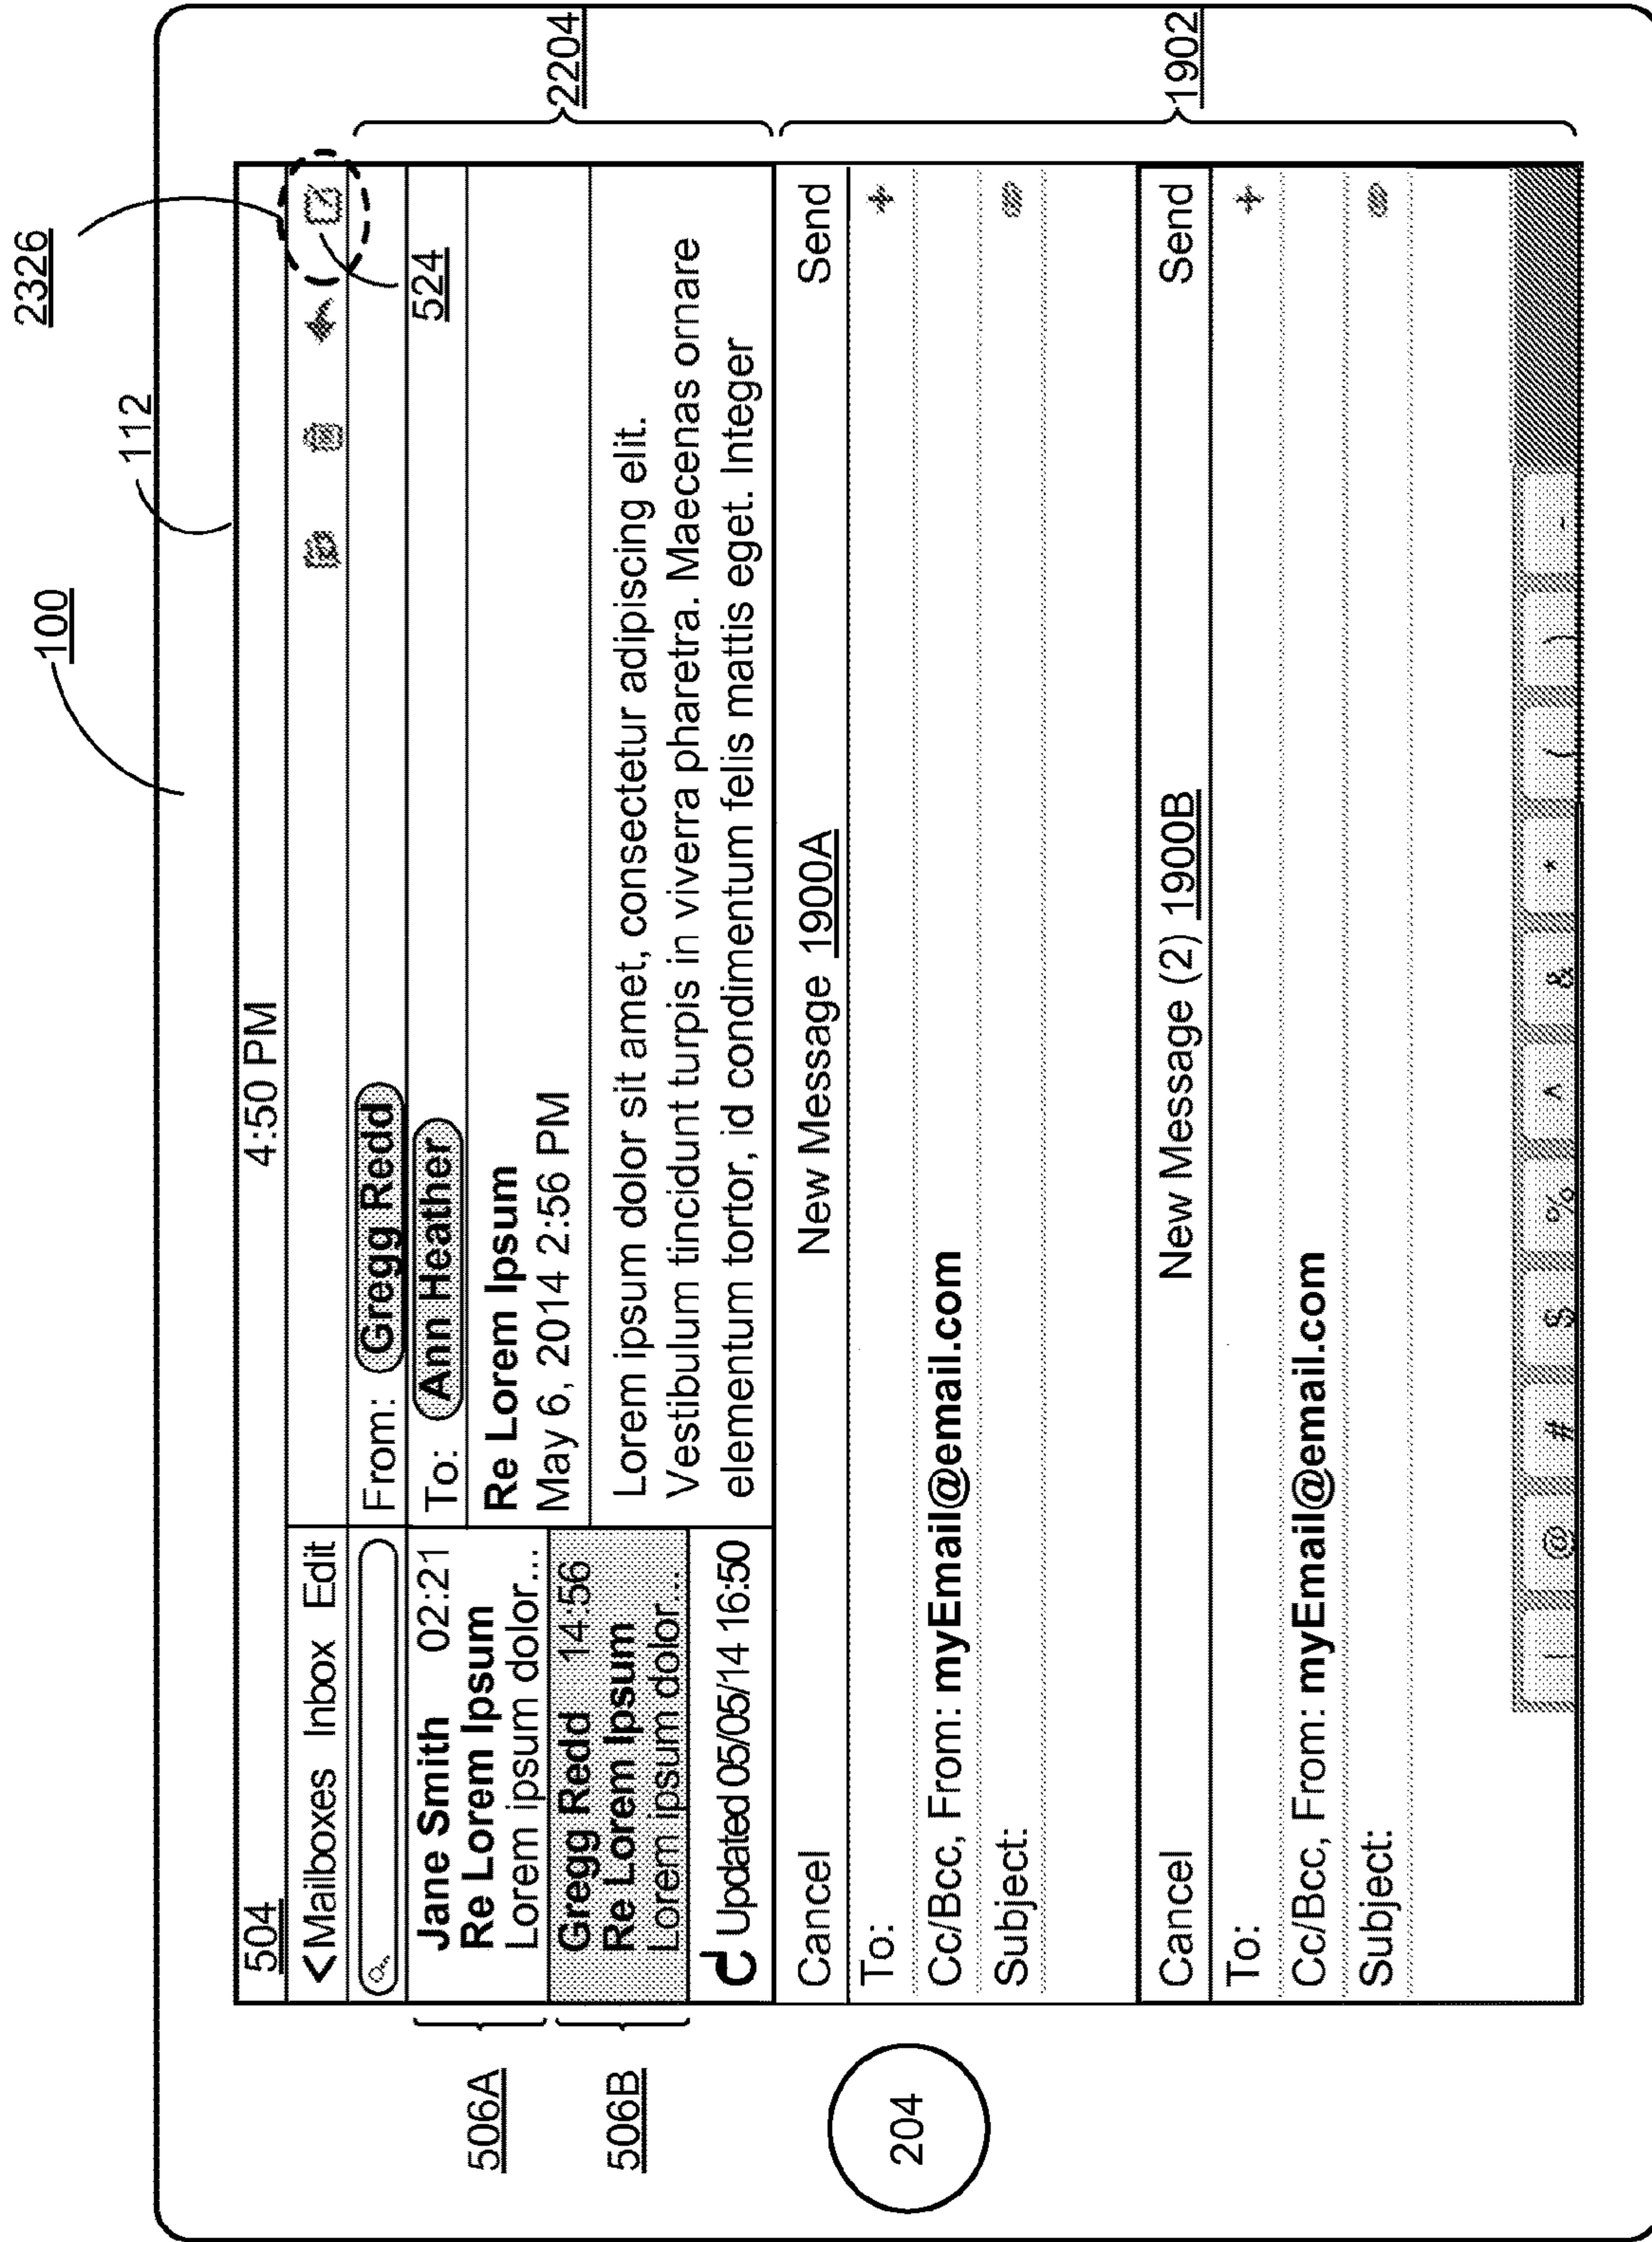 100
112
2326
504
4:50 PM
<Mailboxes Inbox Edit
From: Gregg Redd
524
To: Ann Heather
506A
Jane Smith 02:21
Re Lorem Ipsum
Lorem ipsum dolor...
506B
Gregg Redd 14:56
Re Lorem Ipsum
Lorem ipsum dolor...
Updated 05/05/14 16:50
Re Lorem Ipsum
May 6, 2014 2:56 PM
Lorem ipsum dolor sit amet, consectetur adipiscing elit.
Vestibulum tincidunt turpis in viverra pharetra. Maecenas ornare
elementum tortor, id condimentum felis mattis eget. Integer
2204
204
Cancel New Message 1900A Send
To: +
Cc/Bcc, From: myEmail@email.com
Subject:
1902
Cancel New Message (2) 1900B Send
To: +
Cc/Bcc, From: myEmail@email.com
Subject:
@ # $ % ^ & * ( ) -